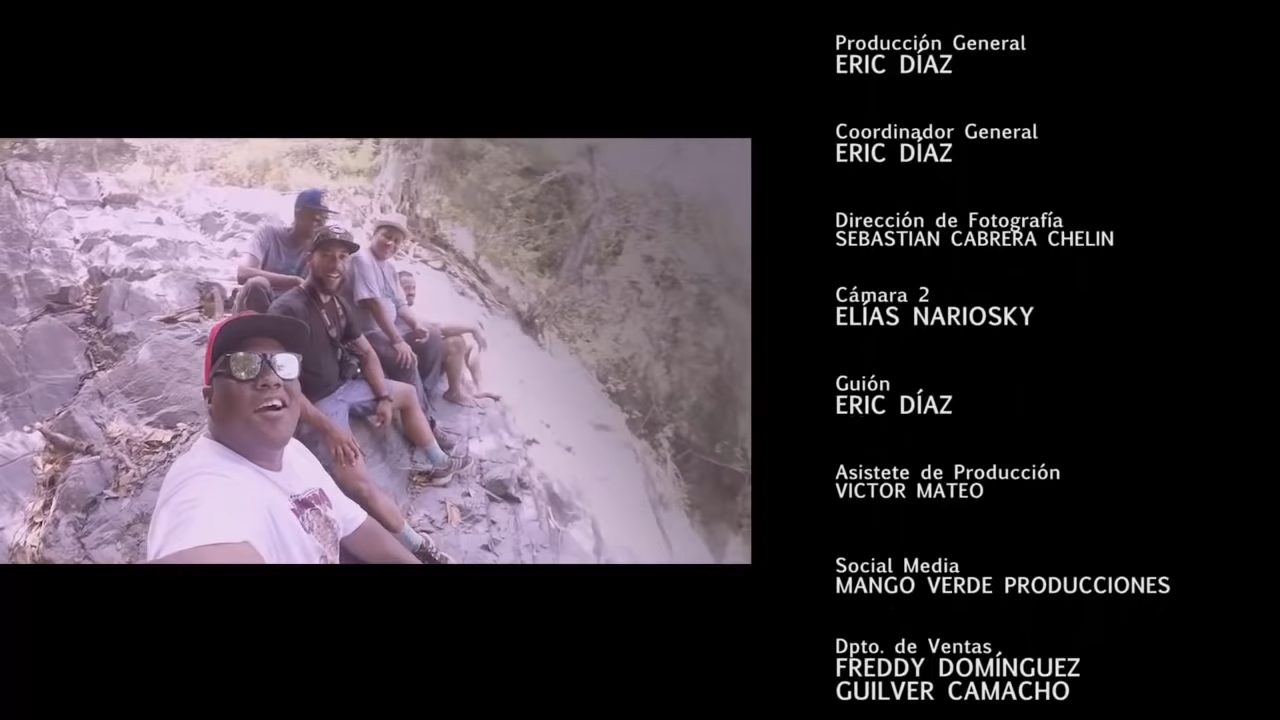 Producción General
ERIC DÍAZ
Coordinador General
ERIC DÍAZ
Dirección de Fotografía
SEBASTIAN CABRERA CHELIN
Cámara 2
ELÍAS NARIOSKY
Guión
ERIC DÍAZ
Asistete de Producción
VICTOR MATEO
Social Media
MANGO VERDE PRODUCCIONES
Dpto. de Ventas
FREDDY DOMÍNGUEZ
GUILVER CAMACHO